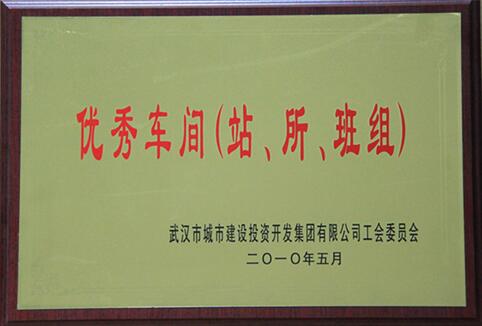 优秀车间(站、所、班组)
武汉市城市建设投资开发集团有限公司工会委员会
二〇一〇年五月